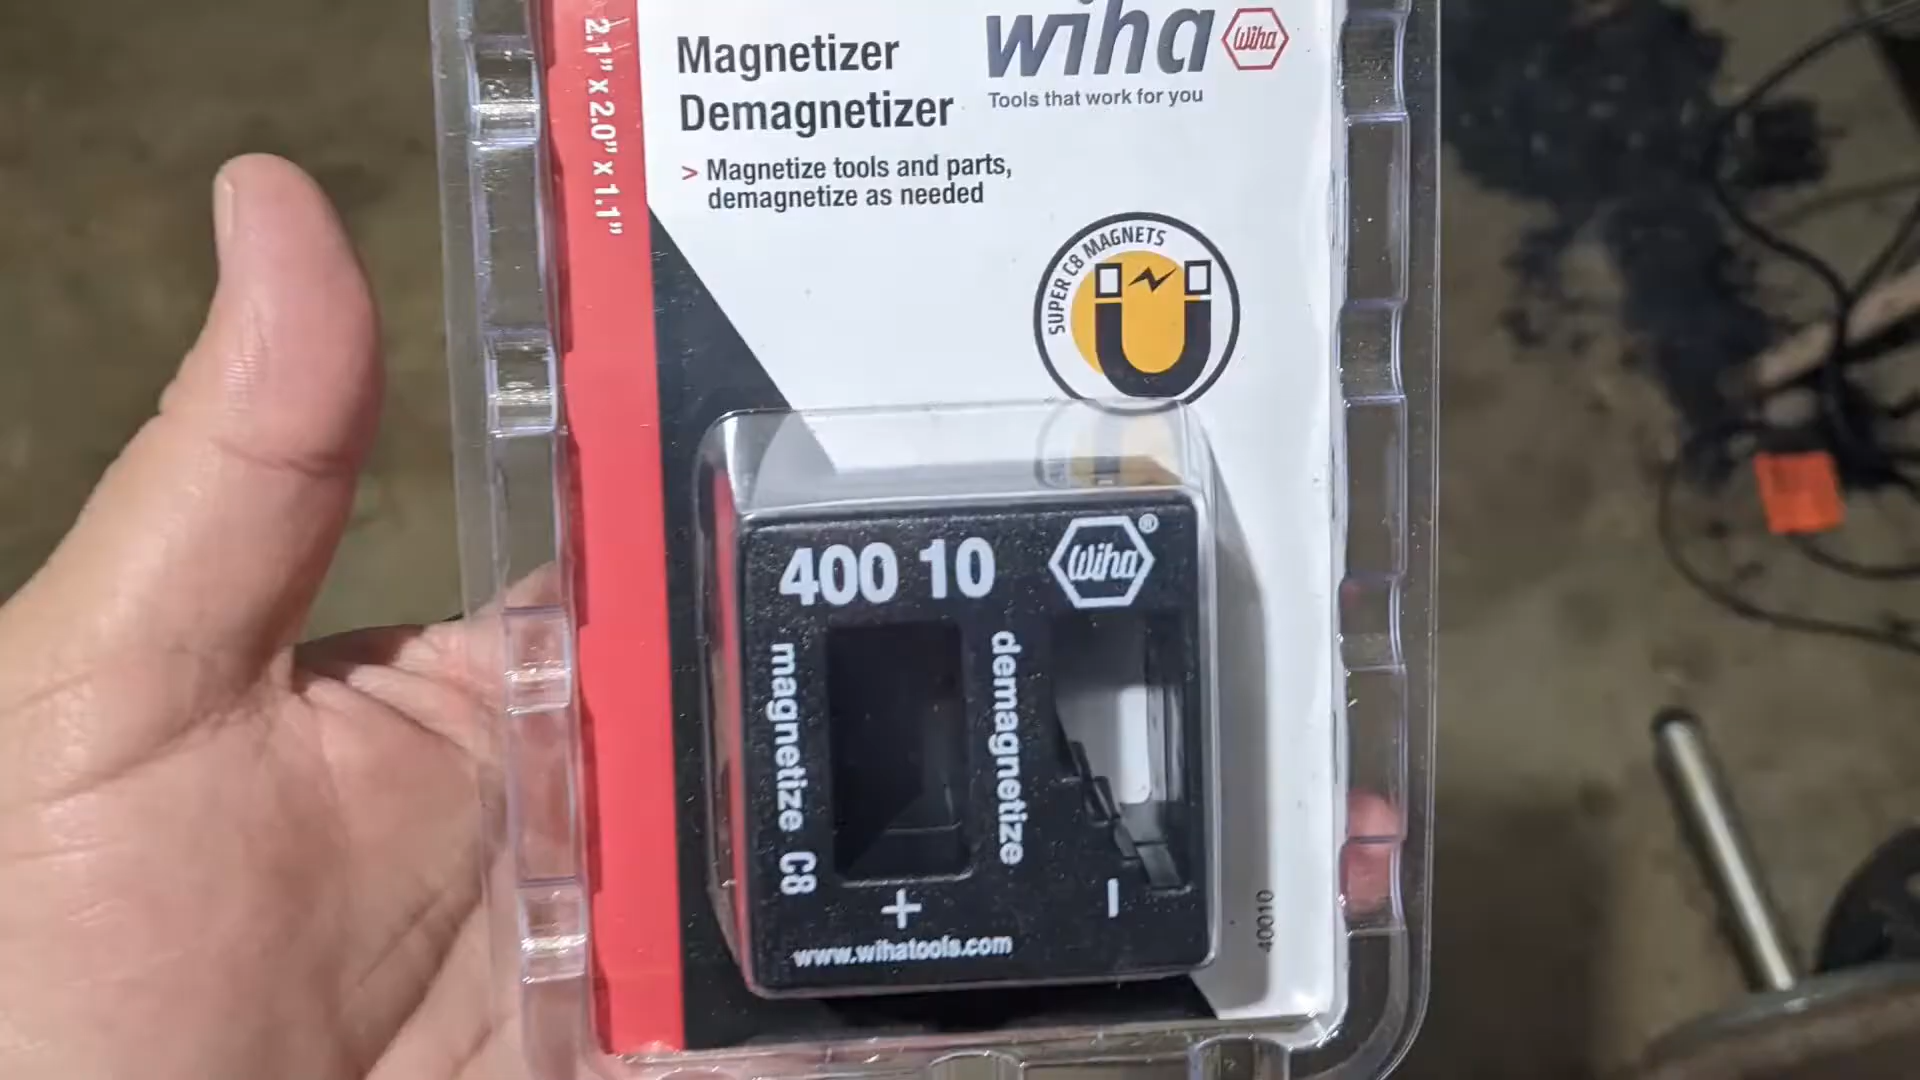 2.1” x 2.0” x 1.1”
Magnetizer
Demagnetizer
wiha
Wiha
Tools that work for you
> Magnetize tools and parts,
demagnetize as needed
SUPER C8 MAGNETS
400 10
Wiha®
magnetize C8
demagnetize
+
–
www.wihatools.com
40010